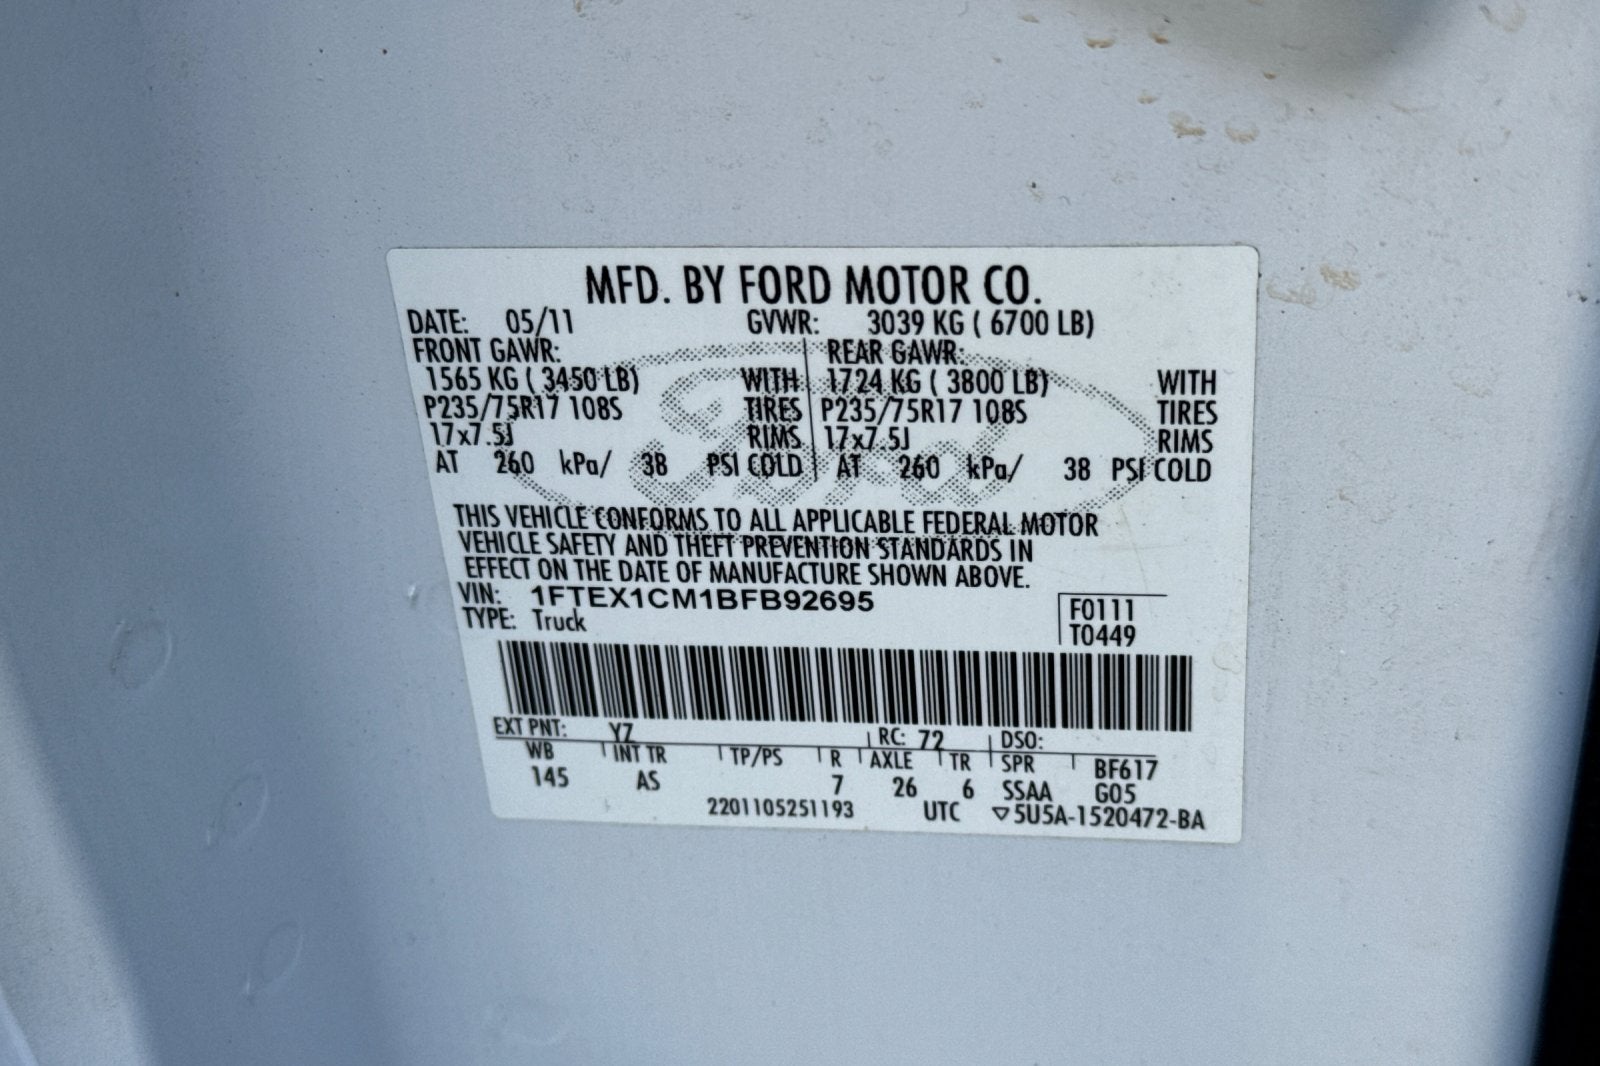 MFD. BY FORD MOTOR CO.
DATE: 05/11 GVWR: 3039 KG ( 6700 LB)
FRONT GAWR: REAR GAWR:
1565 KG ( 3450 LB) WITH 1724 KG ( 3800 LB) WITH
P235/75R17 108S TIRES P235/75R17 108S TIRES
17x7.5J RIMS 17x7.5J RIMS
AT 260 kPa/ 38 PSI COLD AT 260 kPa/ 38 PSI COLD
Ford
THIS VEHICLE CONFORMS TO ALL APPLICABLE FEDERAL MOTOR
VEHICLE SAFETY AND THEFT PREVENTION STANDARDS IN
EFFECT ON THE DATE OF MANUFACTURE SHOWN ABOVE.
VIN: 1FTEX1CM1BFB92695 F0111
TYPE: Truck T0449
EXT PNT: YZ RC: 72 DSO:
WB INT TR TP/PS R AXLE TR SPR BF617
145 AS 7 26 6 SSAA G05
2201105251193 UTC ▽5U5A-1520472-BA